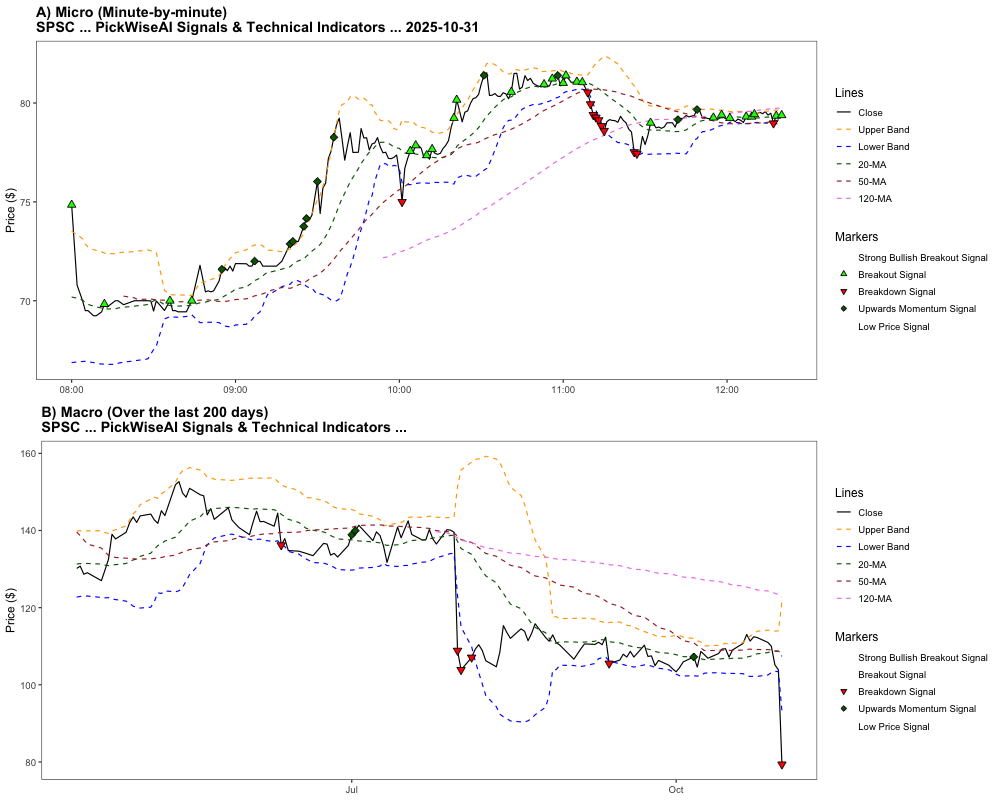 A) Micro (Minute-by-minute)
SPSC ... PickWiseAI Signals & Technical Indicators ... 2025-10-31
Price ($)
80
75
70
08:00
09:00
10:00
11:00
12:00
Lines
Close
Upper Band
Lower Band
20-MA
50-MA
120-MA
Markers
Strong Bullish Breakout Signal
Breakout Signal
Breakdown Signal
Upwards Momentum Signal
Low Price Signal
B) Macro (Over the last 200 days)
SPSC ... PickWiseAI Signals & Technical Indicators ...
Price ($)
160
140
120
100
80
Jul
Oct
Lines
Close
Upper Band
Lower Band
20-MA
50-MA
120-MA
Markers
Strong Bullish Breakout Signal
Breakout Signal
Breakdown Signal
Upwards Momentum Signal
Low Price Signal